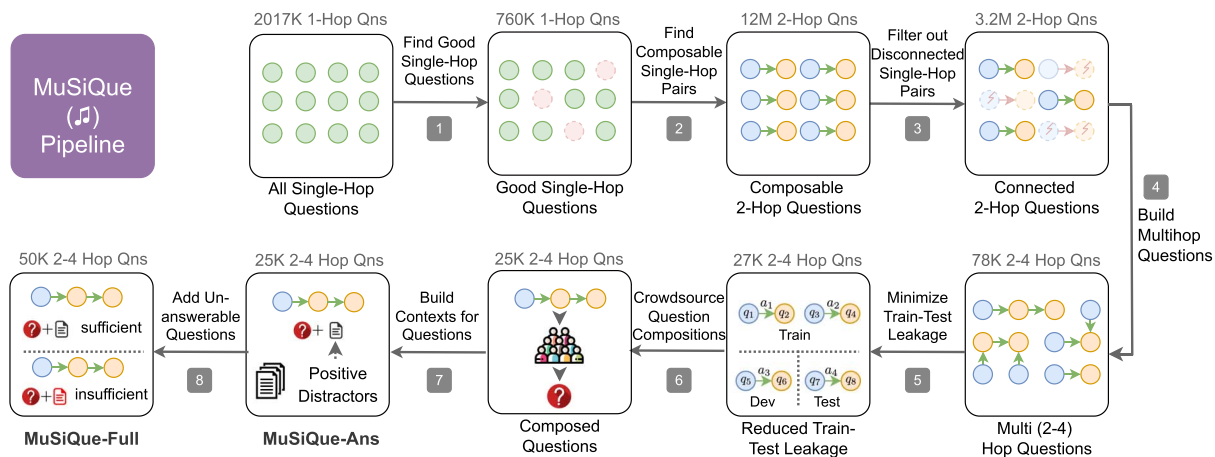 MuSiQue
(♫)
Pipeline
2017K 1-Hop Qns
All Single-Hop
Questions
Find Good
Single-Hop
Questions
1
760K 1-Hop Qns
Good Single-Hop
Questions
Find
Composable
Single-Hop
Pairs
2
12M 2-Hop Qns
Composable
2-Hop Questions
Filter out
Disconnected
Single-Hop
Pairs
3
3.2M 2-Hop Qns
Connected
2-Hop Questions
4
Build
Multihop
Questions
78K 2-4 Hop Qns
Multi (2-4)
Hop Questions
Minimize
Train-Test
Leakage
5
27K 2-4 Hop Qns
q1 a1 q2 q3 a2 q4
Train
q5 a3 q6 q7 a4 q8
Dev Test
Reduced Train-
Test Leakage
Crowdsource
Question
Compositions
6
25K 2-4 Hop Qns
?
Composed
Questions
Build
Contexts for
Questions
7
25K 2-4 Hop Qns
? +
Positive
Distractors
MuSiQue-Ans
Add Un-
answerable
Questions
8
50K 2-4 Hop Qns
? + sufficient
? + insufficient
MuSiQue-Full